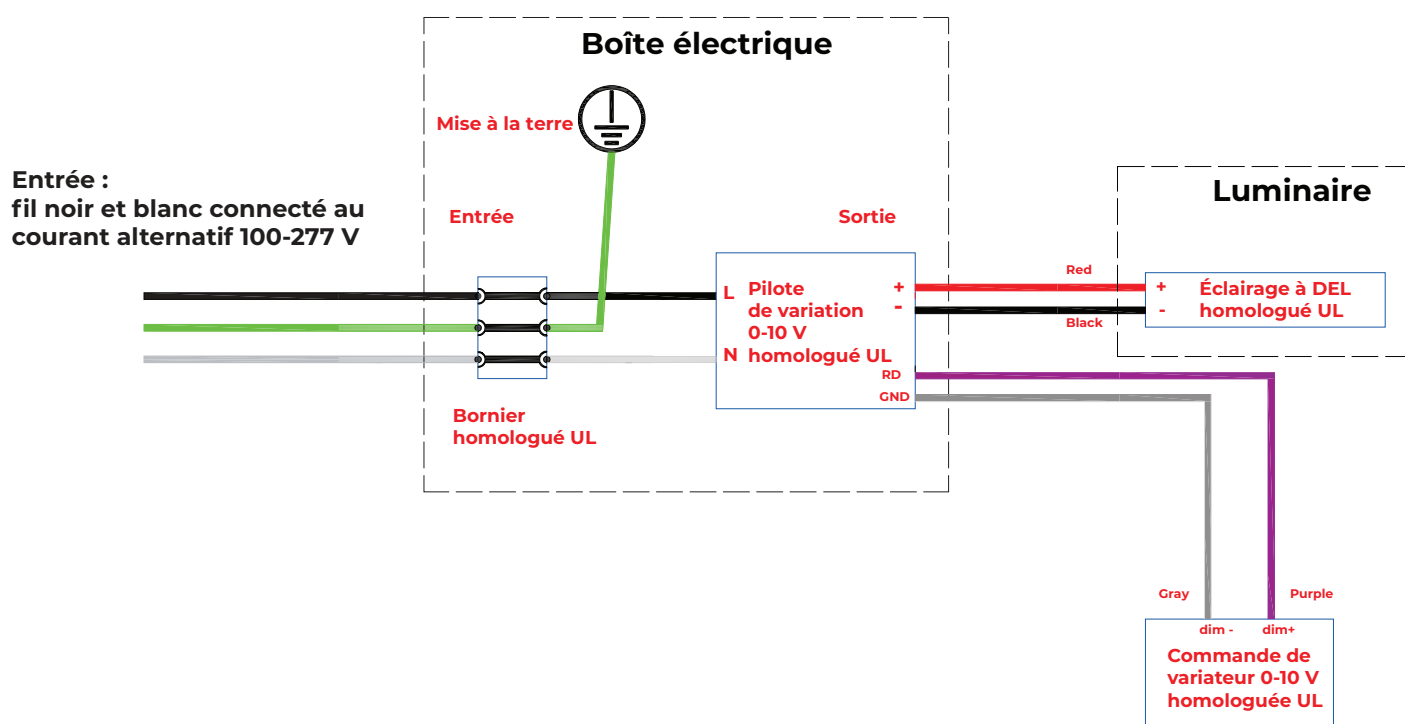 Boîte électrique
Mise à la terre
Entrée :
fil noir et blanc connecté au
courant alternatif 100-277 V
Entrée
Sortie
Luminaire
L
Pilote
de variation
0-10 V
homologué UL
N
+
-
RD
GND
Red
Black
+
-
Éclairage à DEL
homologué UL
Bornier
homologué UL
Gray
Purple
dim -
dim+
Commande de
variateur 0-10 V
homologuée UL